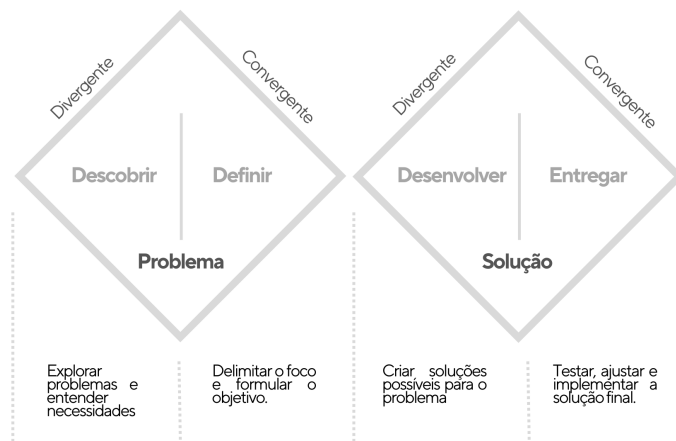 Divergente
Convergente
Divergente
Convergente
Descobrir
Definir
Desenvolver
Entregar
Problema
Solução
Explorar
problemas e
entender
necessidades
Delimitar o foco
e formular o
objetivo.
Criar soluções
possíveis para o
problema
Testar, ajustar e
implementar a
solução final.